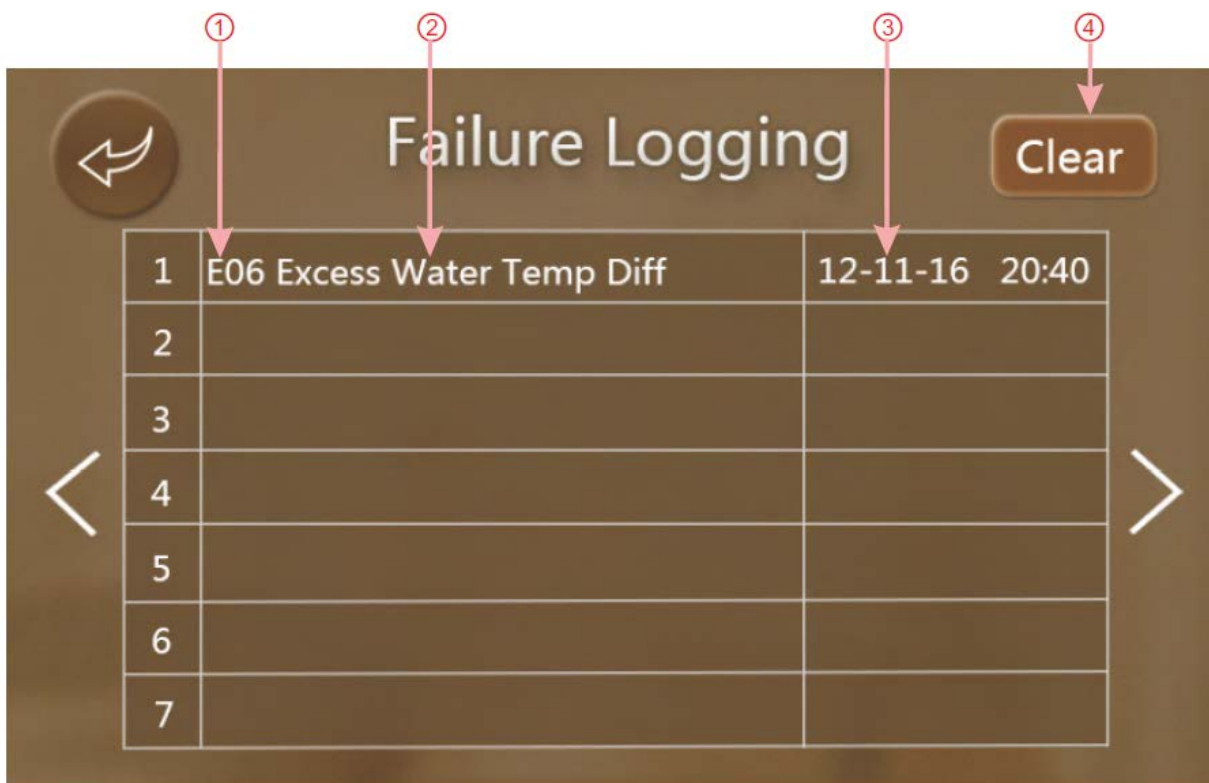 ① ② ③ ④
Failure Logging
Clear
1 E06 Excess Water Temp Diff 12-11-16 20:40
2
3
4
5
6
7